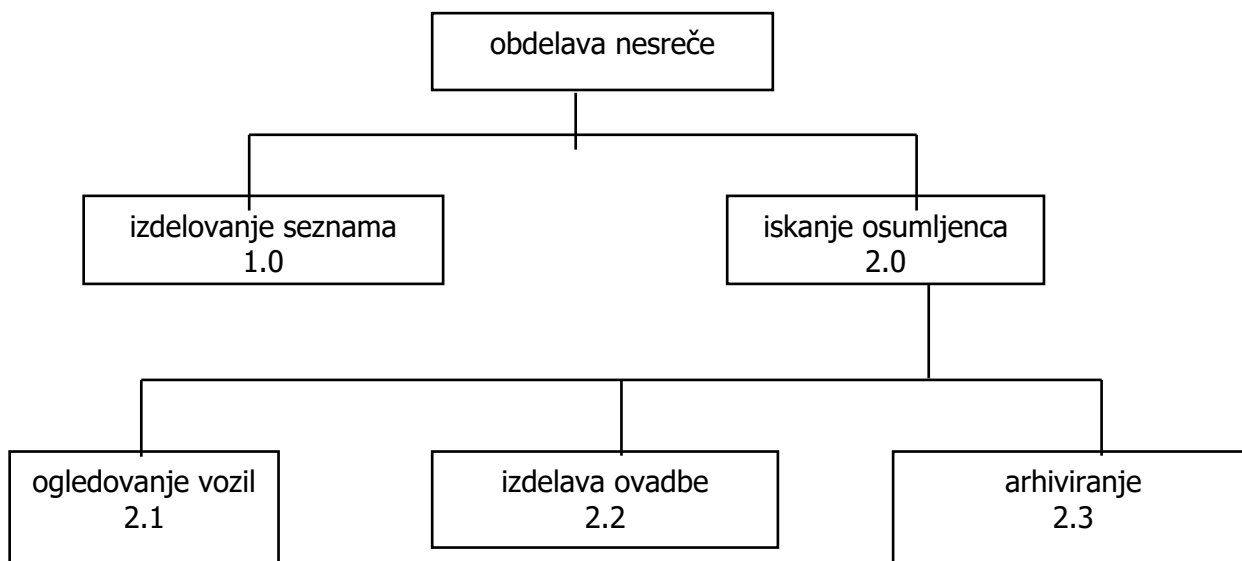 obdelava nesreče
izdelovanje seznama
1.0
iskanje osumljenca
2.0
ogledovanje vozil
2.1
izdelava ovadbe
2.2
arhiviranje
2.3